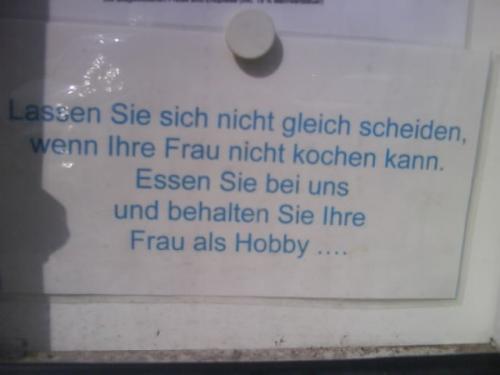 Lassen Sie sich nicht gleich scheiden,
wenn Ihre Frau nicht kochen kann.
Essen Sie bei uns
und behalten Sie Ihre
Frau als Hobby ....